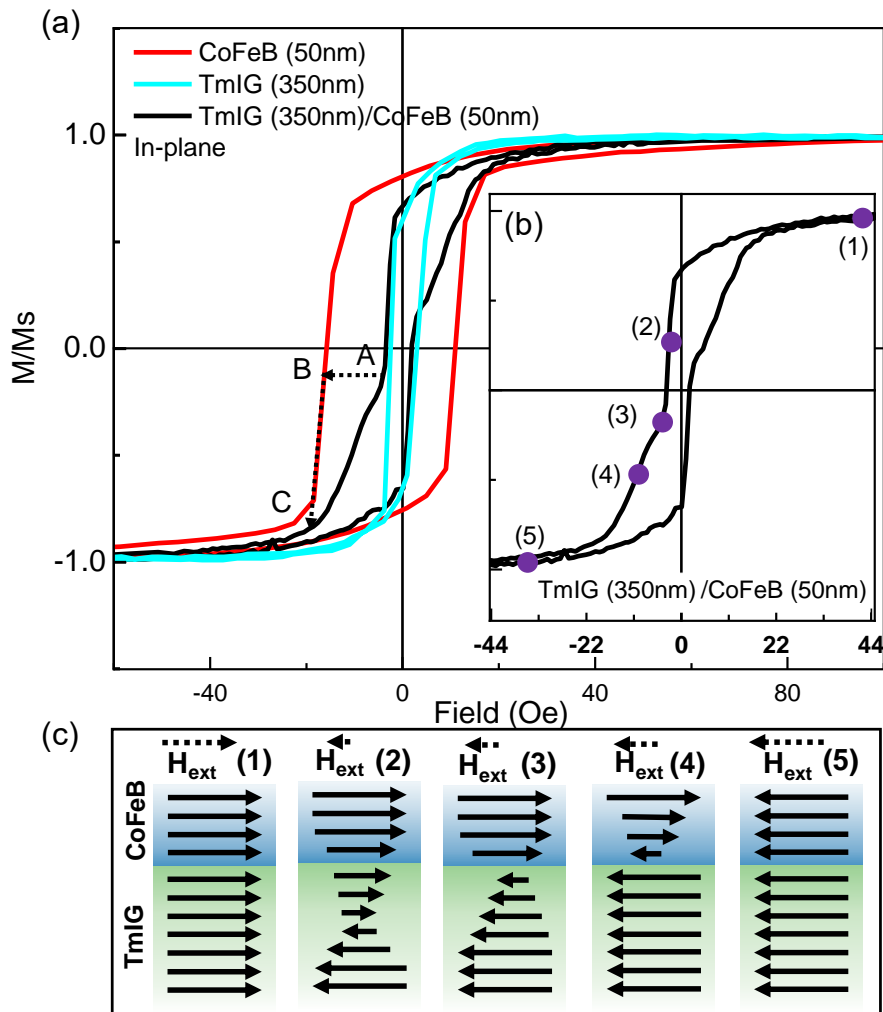 (a)
CoFeB (50nm)
TmIG (350nm)
TmIG (350nm)/CoFeB (50nm)
In-plane
1.0
0.0
-1.0
M/Ms
A
B
C
(b)
(1)
(2)
(3)
(4)
(5)
TmIG (350nm) /CoFeB (50nm)
-44 -22 0 22 44
-40 0 40 80
Field (Oe)
(c)
Hext (1) Hext (2) Hext (3) Hext (4) Hext (5)
CoFeB
TmIG